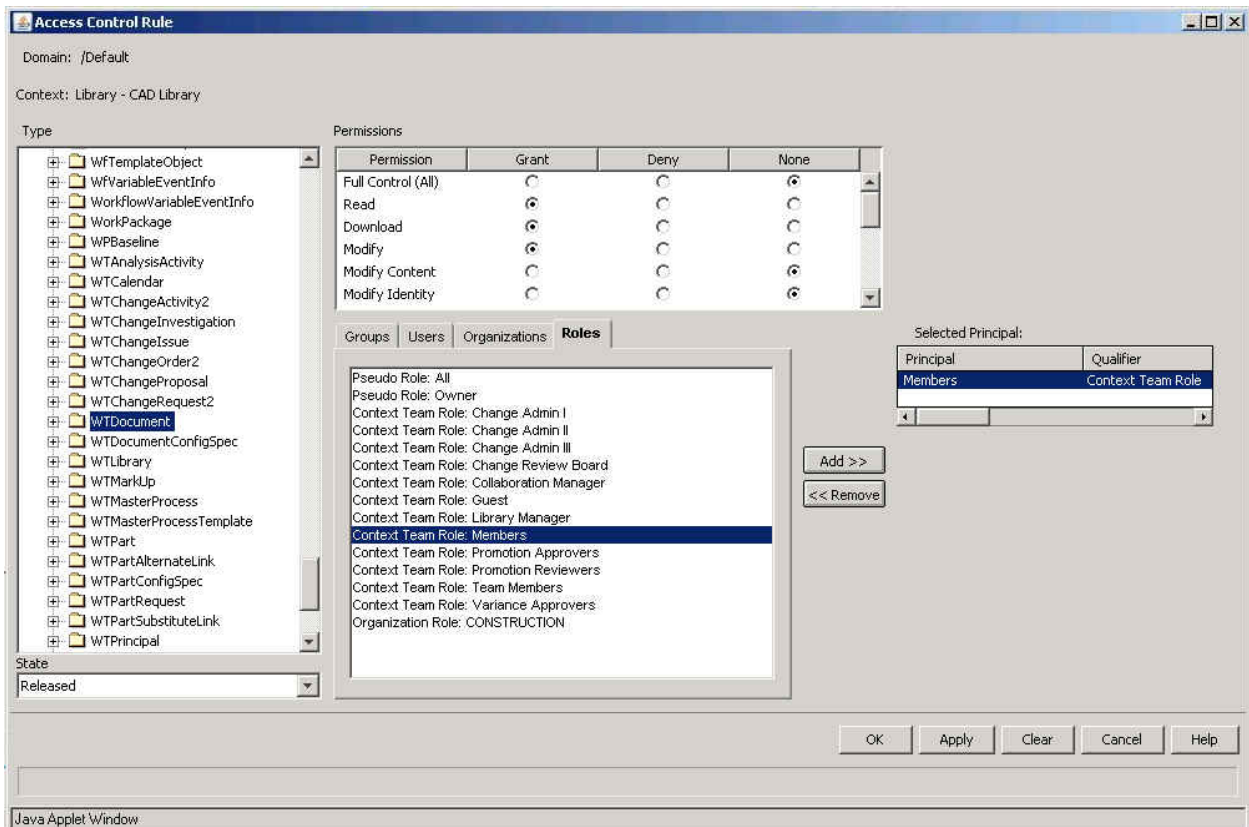 Access Control Rule
Domain: /Default
Context: Library - CAD Library
Type
WfTemplateObject
WfVariableEventInfo
WorkflowVariableEventInfo
WorkPackage
WPBaseline
WTAnalysisActivity
WTCalendar
WTChangeActivity2
WTChangeInvestigation
WTChangeIssue
WTChangeOrder2
WTChangeProposal
WTChangeRequest2
WTDocument
WTDocumentConfigSpec
WTLibrary
WTMarkUp
WTMasterProcess
WTMasterProcessTemplate
WTPart
WTPartAlternateLink
WTPartConfigSpec
WTPartRequest
WTPartSubstituteLink
WTPrincipal
State
Released
Permissions
Permission Grant Deny None
Full Control (All)
Read
Download
Modify
Modify Content
Modify Identity
Groups Users Organizations Roles
Pseudo Role: All
Pseudo Role: Owner
Context Team Role: Change Admin I
Context Team Role: Change Admin II
Context Team Role: Change Admin III
Context Team Role: Change Review Board
Context Team Role: Collaboration Manager
Context Team Role: Guest
Context Team Role: Library Manager
Context Team Role: Members
Context Team Role: Promotion Approvers
Context Team Role: Promotion Reviewers
Context Team Role: Team Members
Context Team Role: Variance Approvers
Organization Role: CONSTRUCTION
Add >>
<< Remove
Selected Principal:
Principal Qualifier
Members Context Team Role
OK Apply Clear Cancel Help
Java Applet Window